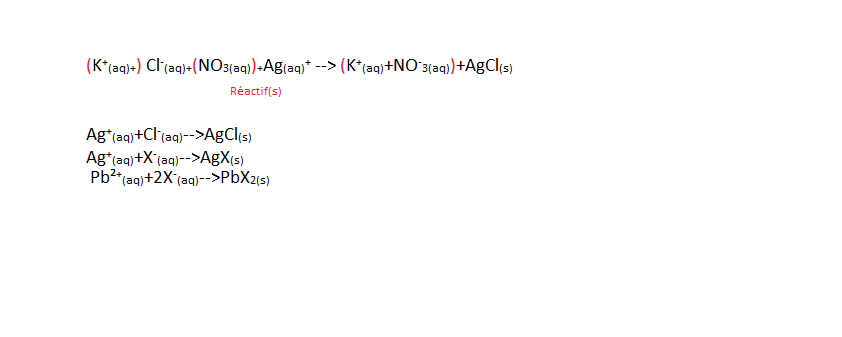 (K⁺(aq)+) Cl⁻(aq)+(NO3(aq))+Ag(aq)⁺ --> (K⁺(aq)+NO⁻3(aq))+AgCl(s)
Réactif(s)
Ag⁺(aq)+Cl⁻(aq)-->AgCl(s)
Ag⁺(aq)+X⁻(aq)-->AgX(s)
Pb²⁺(aq)+2X⁻(aq)-->PbX2(s)